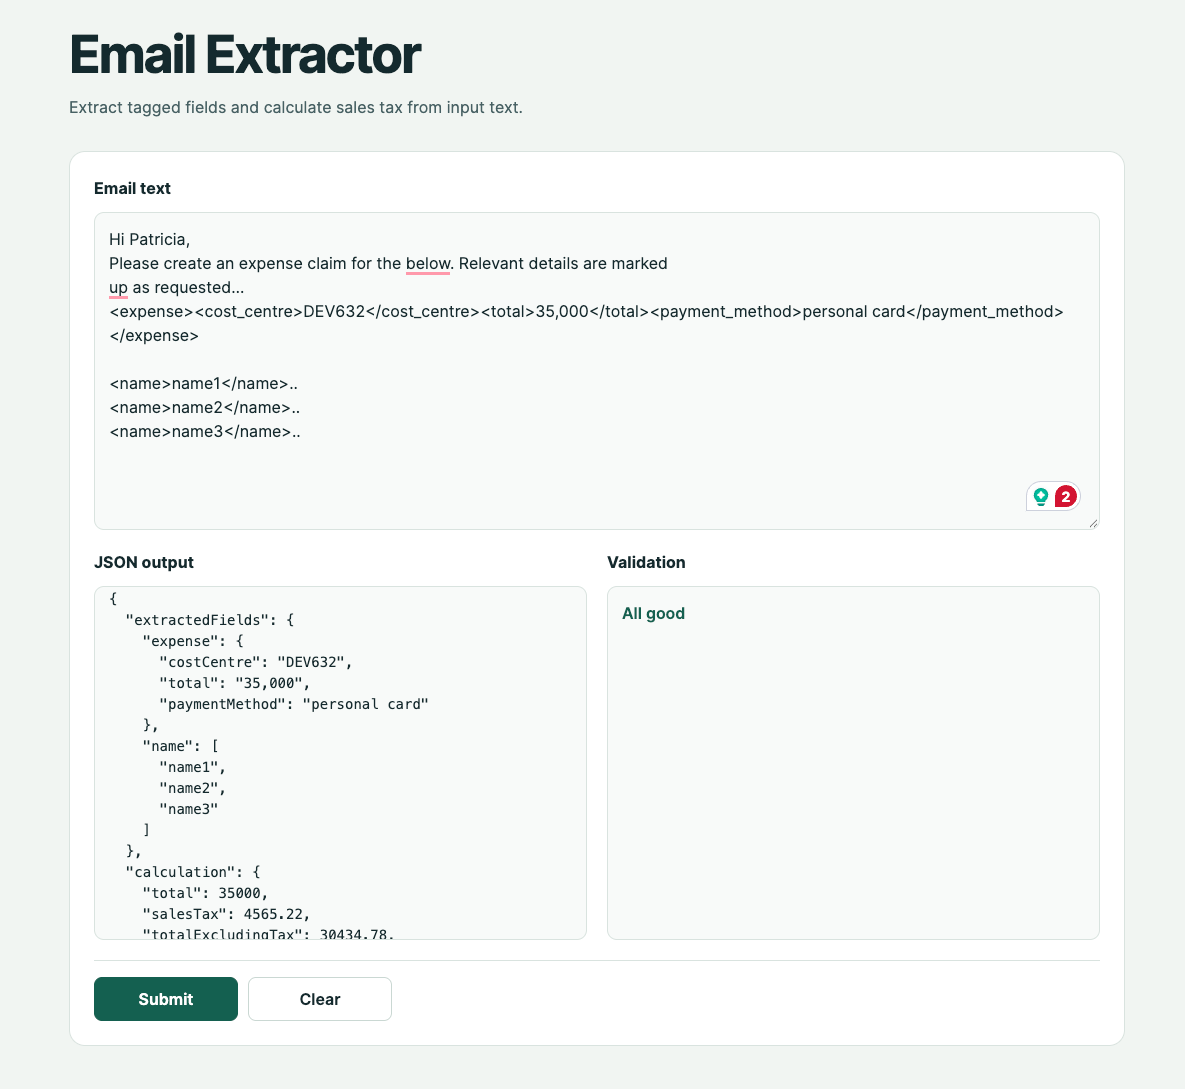 Email Extractor
Extract tagged fields and calculate sales tax from input text.
Email text
Hi Patricia,
Please create an expense claim for the below. Relevant details are marked
up as requested...
<expense><cost_centre>DEV632</cost_centre><total>35,000</total><payment_method>personal card</payment_method>
</expense>
<name>name1</name>..
<name>name2</name>..
<name>name3</name>..
2
JSON output
{
  "extractedFields": {
    "expense": {
      "costCentre": "DEV632",
      "total": "35,000",
      "paymentMethod": "personal card"
    },
    "name": [
      "name1",
      "name2",
      "name3"
    ]
  },
  "calculation": {
    "total": 35000,
    "salesTax": 4565.22,
    "totalExcludingTax": 30434.78,
Validation
All good
Submit
Clear